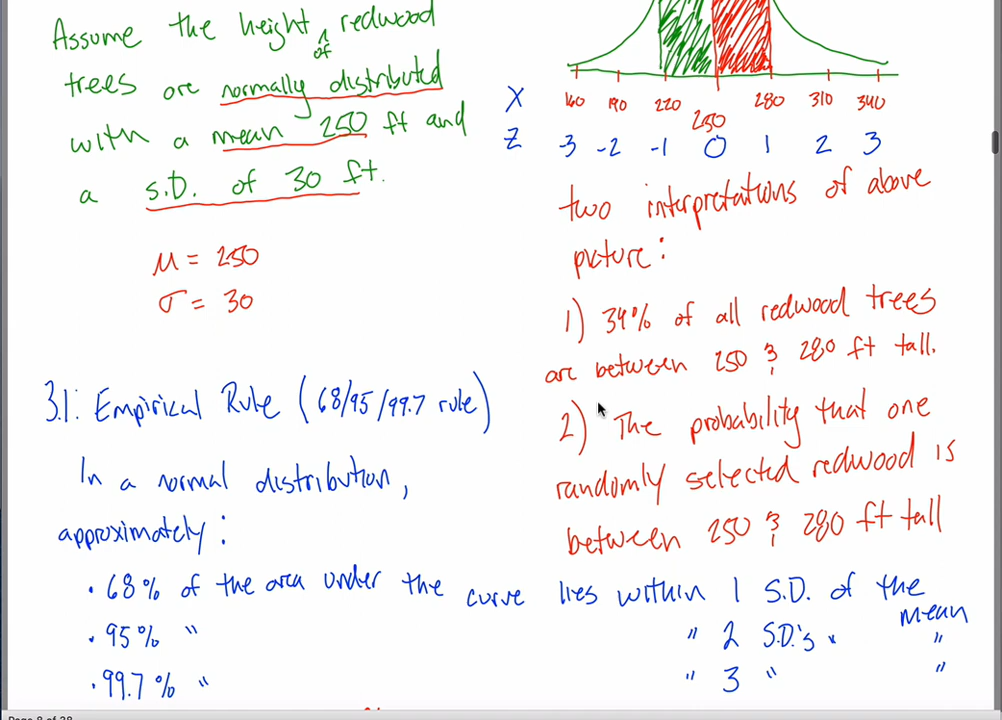 Assume the height of redwood
trees are normally distributed
with a mean 250 ft and
a S.D. of 30 ft.
μ = 250
σ = 30
X 160 190 220 250 280 310 340
Z -3 -2 -1 0 1 2 3
two interpretations of above
picture:
1) 34% of all redwood trees
are between 250 & 280 ft tall.
2) The probability that one
randomly selected redwood is
between 250 & 280 ft tall
3.1: Empirical Rule (68/95/99.7 rule)
In a normal distribution,
approximately:
• 68% of the area under the curve lies within 1 S.D. of the mean
• 95% " " 2 S.D.'s " "
• 99.7% " " 3 " "
Page 8 of 38